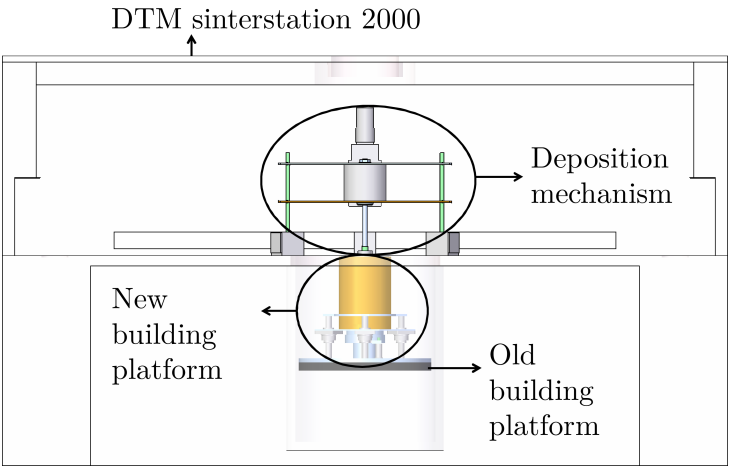 DTM sinterstation 2000
Deposition
mechanism
New
building
platform
Old
building
platform